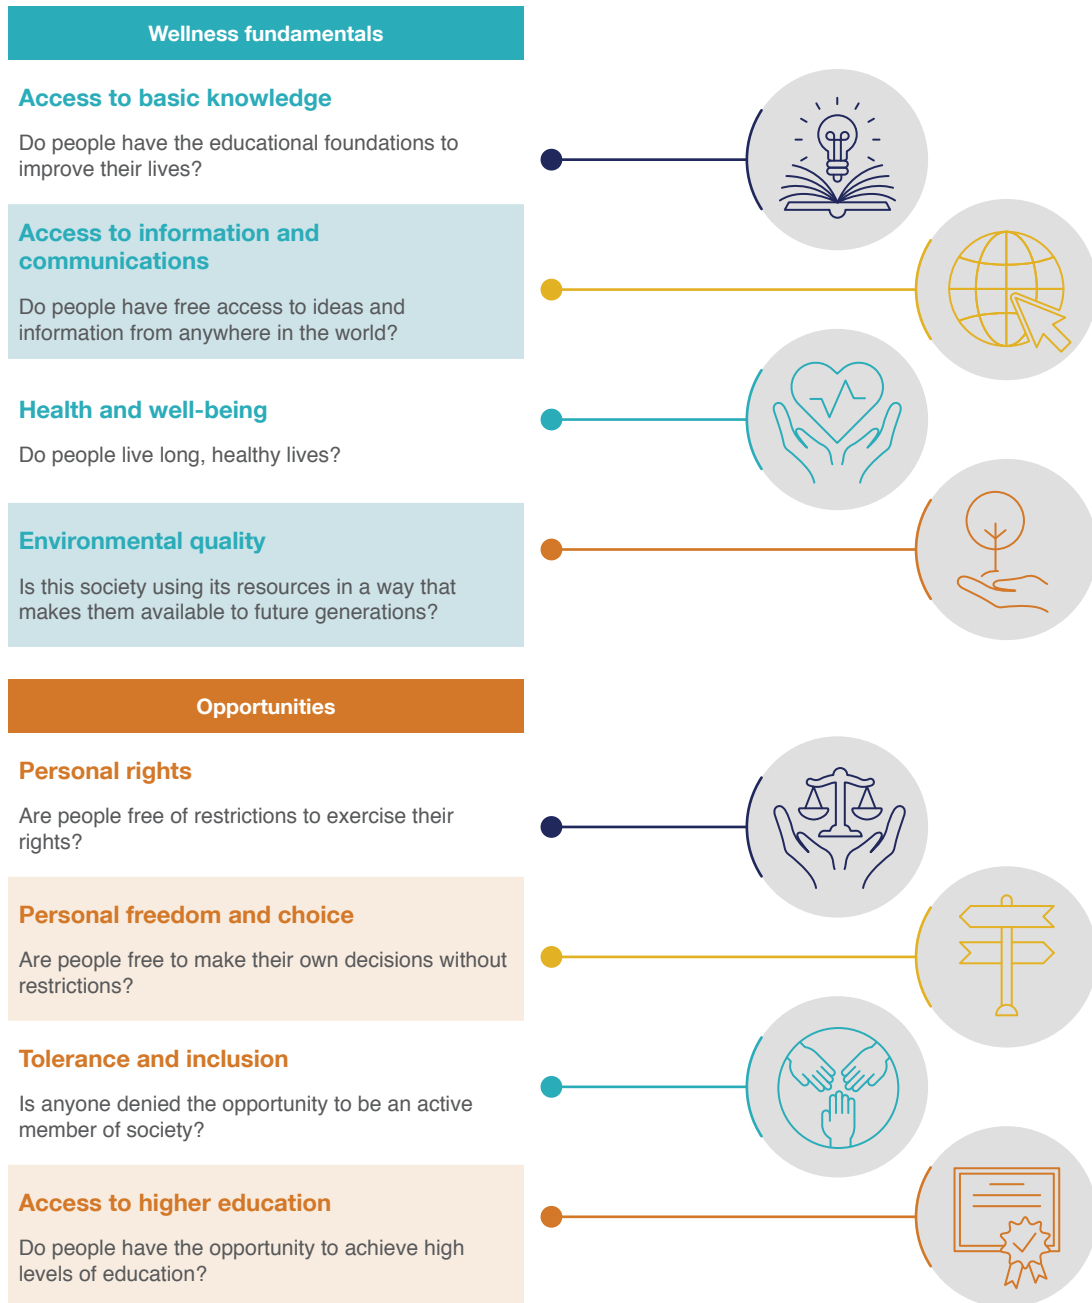 Wellness fundamentals
Access to basic knowledge
Do people have the educational foundations to
improve their lives?
Access to information and
communications
Do people have free access to ideas and
information from anywhere in the world?
Health and well-being
Do people live long, healthy lives?
Environmental quality
Is this society using its resources in a way that
makes them available to future generations?
Opportunities
Personal rights
Are people free of restrictions to exercise their
rights?
Personal freedom and choice
Are people free to make their own decisions without
restrictions?
Tolerance and inclusion
Is anyone denied the opportunity to be an active
member of society?
Access to higher education
Do people have the opportunity to achieve high
levels of education?